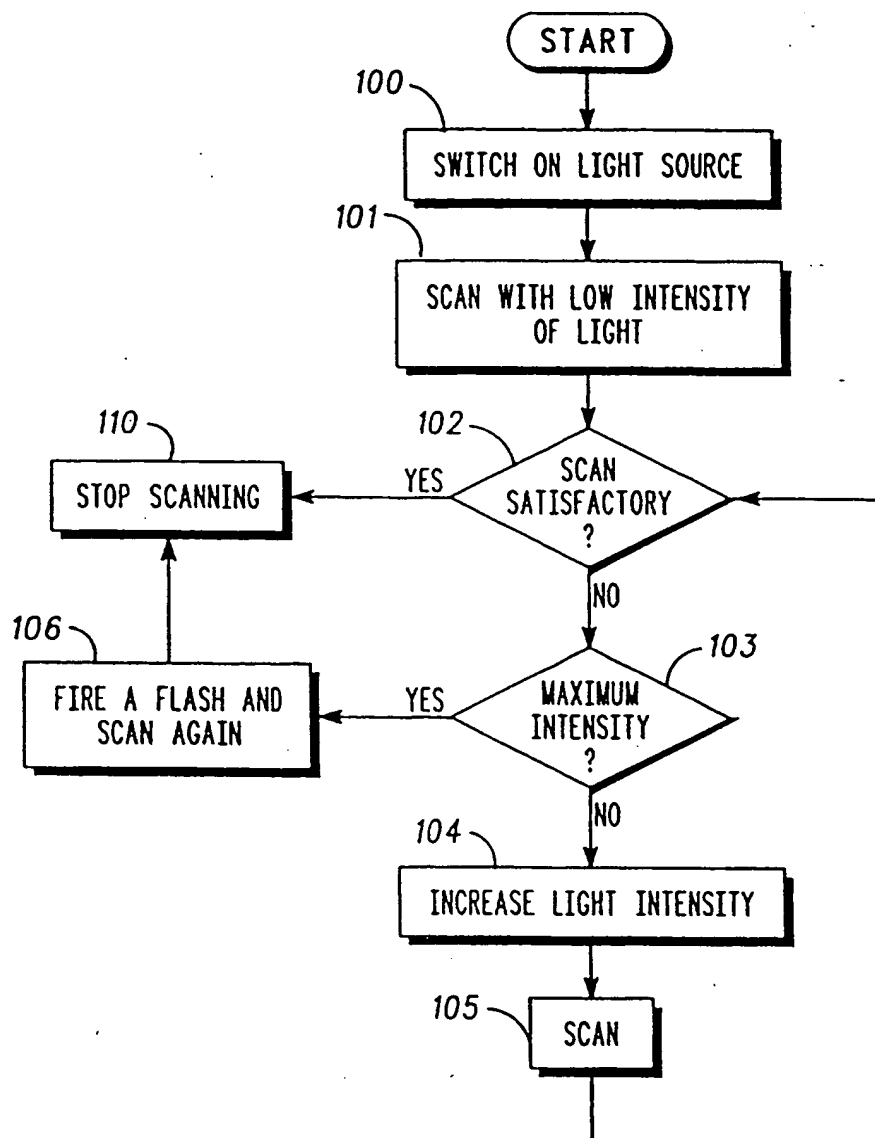 START
100
SWITCH ON LIGHT SOURCE
101
SCAN WITH LOW INTENSITY
OF LIGHT
110
102
STOP SCANNING
YES
SCAN
SATISFACTORY
?
NO
106
103
FIRE A FLASH AND
SCAN AGAIN
YES
MAXIMUM
INTENSITY
?
NO
104
INCREASE LIGHT INTENSITY
105
SCAN